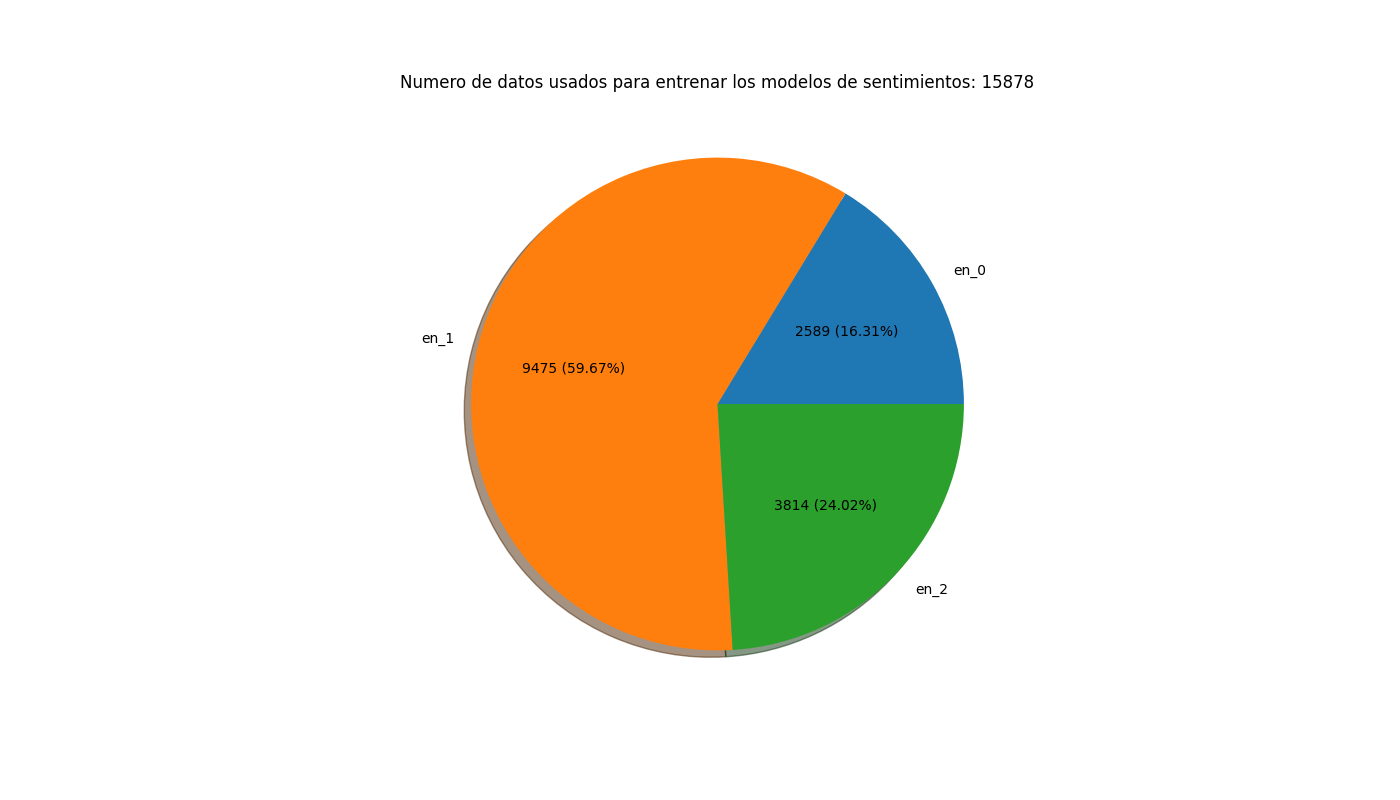 Numero de datos usados para entrenar los modelos de sentimientos: 15878
en_0
2589 (16.31%)
en_1
9475 (59.67%)
3814 (24.02%)
en_2